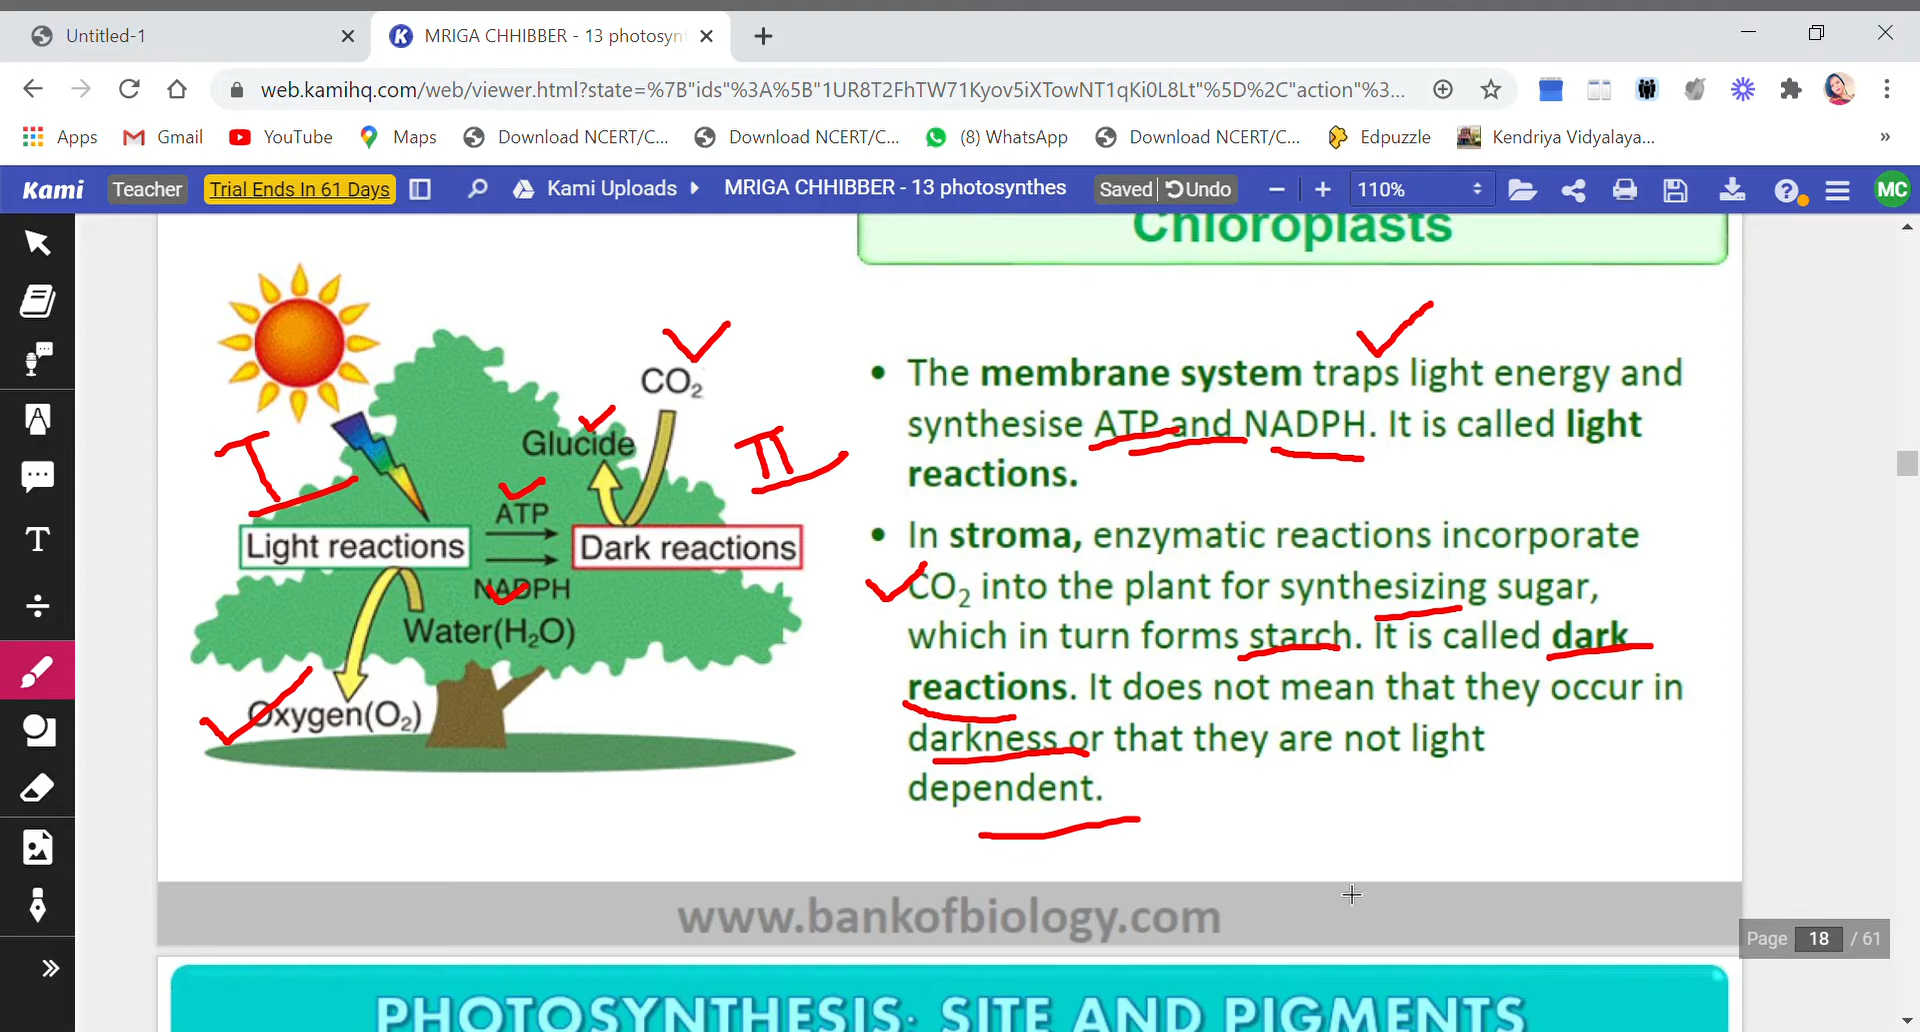 Untitled-1
MRIGA CHHIBBER - 13 photosynt
web.kamihq.com/web/viewer.html?state=%7B"ids"%3A%5B"1UR8T2FhTW71Kyov5iXTowNT1qKi0L8Lt"%5D%2C"action"%3...
Apps Gmail YouTube Maps Download NCERT/C... Download NCERT/C... (8) WhatsApp Download NCERT/C... Edpuzzle Kendriya Vidyalaya... »
Kami Teacher Trial Ends In 61 Days Kami Uploads MRIGA CHHIBBER - 13 photosynthes Saved Undo 110% MC
Chloroplasts
CO₂
Glucide
I
II
ATP
Light reactions
Dark reactions
NADPH
Water(H₂O)
Oxygen(O₂)
• The membrane system traps light energy and
synthesise ATP and NADPH. It is called light
reactions.
• In stroma, enzymatic reactions incorporate
CO₂ into the plant for synthesizing sugar,
which in turn forms starch. It is called dark
reactions. It does not mean that they occur in
darkness or that they are not light
dependent.
www.bankofbiology.com
Page 18 / 61
PHOTOSYNTHESIS: SITE AND PIGMENTS